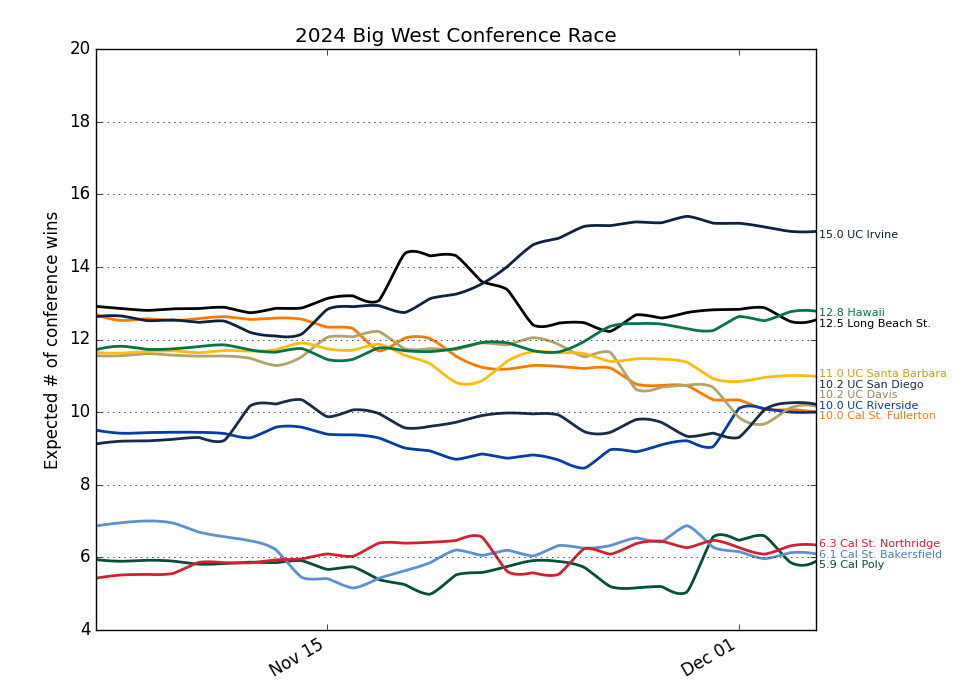 2024 Big West Conference Race
Expected # of conference wins
20
18
16
14
12
10
8
6
4
Nov 15
Dec 01
15.0 UC Irvine
12.8 Hawaii
12.5 Long Beach St.
11.0 UC Santa Barbara
10.2 UC San Diego
10.2 UC Davis
10.0 UC Riverside
10.0 Cal St. Fullerton
6.3 Cal St. Northridge
6.1 Cal St. Bakersfield
5.9 Cal Poly